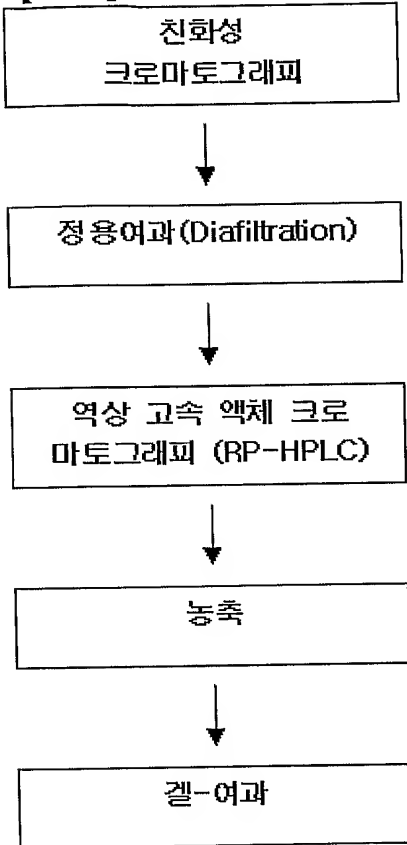 친화성
크로마토그래피
정용여과(Diafiltration)
역상 고속 액체 크로
마토그래피 (RP-HPLC)
농축
겔-여과